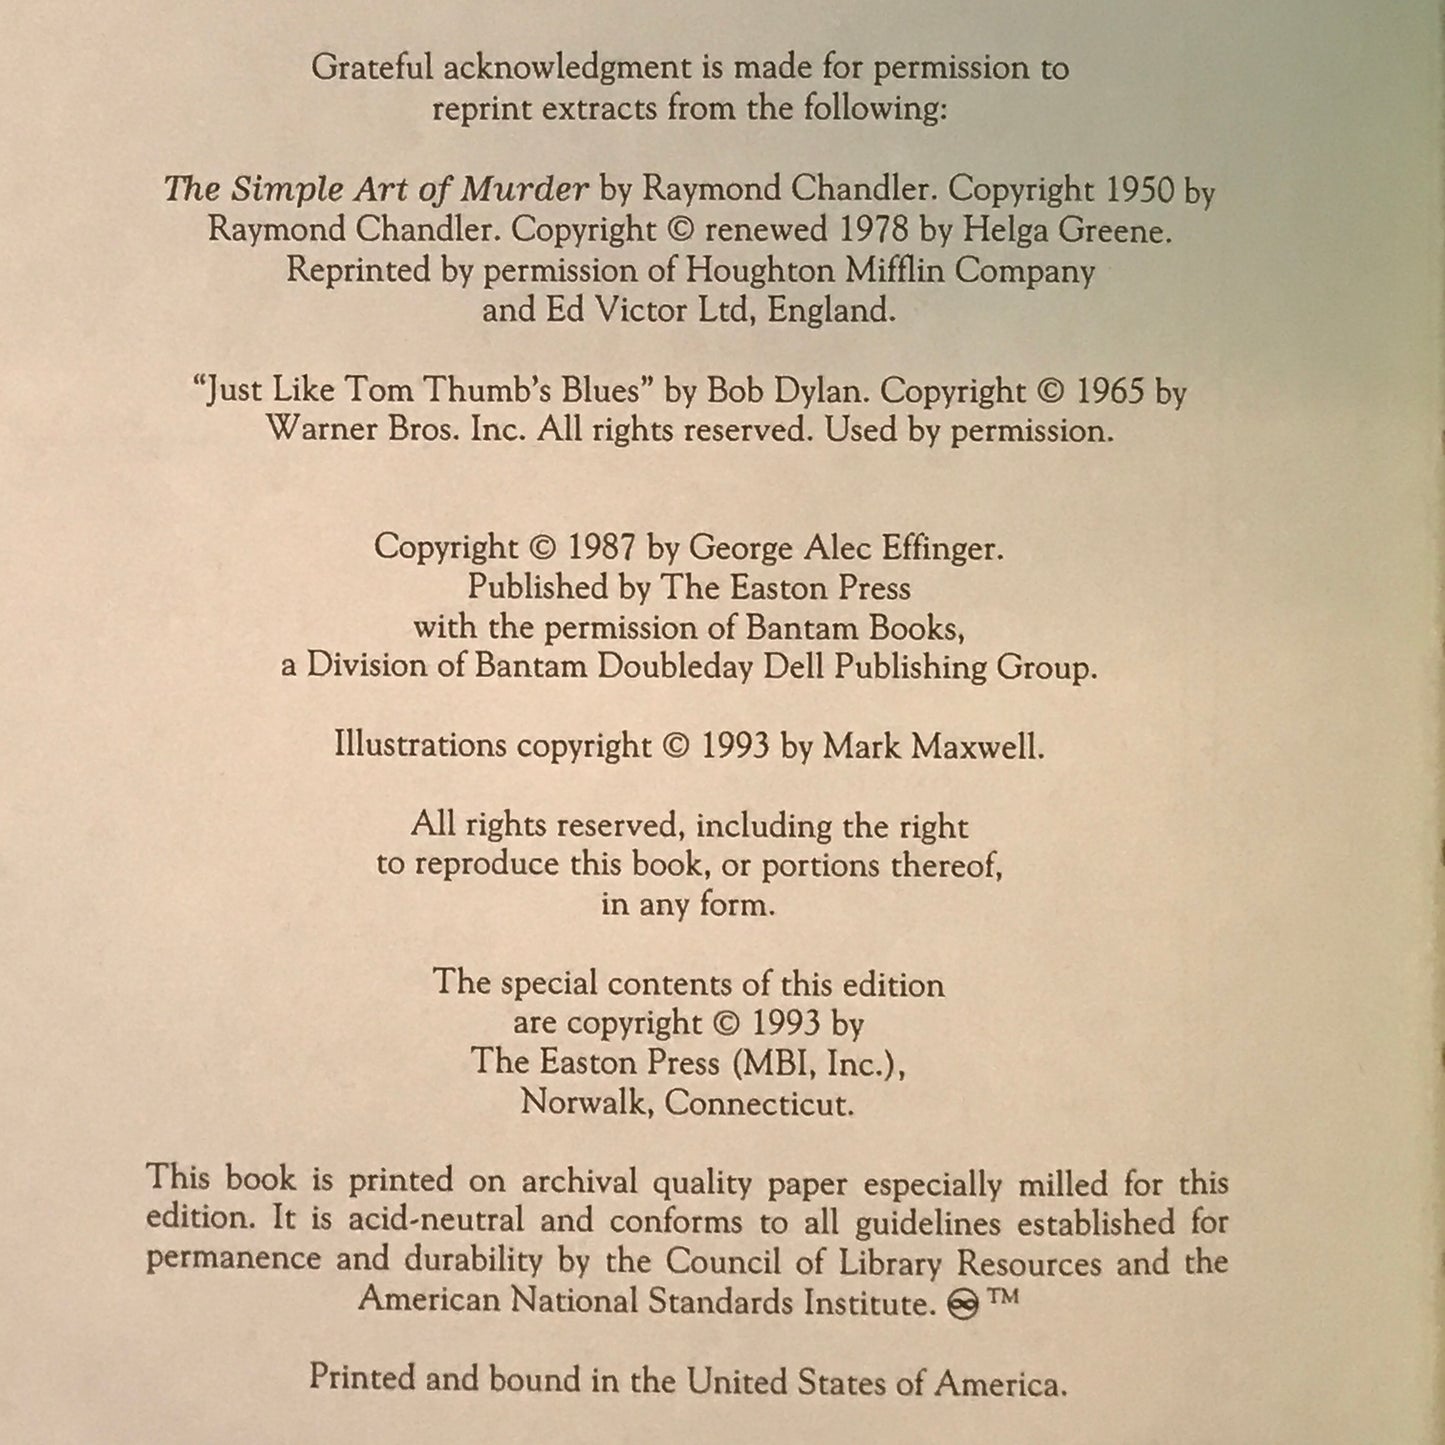 Grateful acknowledgment is made for permission to
reprint extracts from the following:
The Simple Art of Murder by Raymond Chandler. Copyright 1950 by
Raymond Chandler. Copyright © renewed 1978 by Helga Greene.
Reprinted by permission of Houghton Mifflin Company
and Ed Victor Ltd, England.
“Just Like Tom Thumb’s Blues” by Bob Dylan. Copyright © 1965 by
Warner Bros. Inc. All rights reserved. Used by permission.
Copyright © 1987 by George Alec Effinger.
Published by The Easton Press
with the permission of Bantam Books,
a Division of Bantam Doubleday Dell Publishing Group.
Illustrations copyright © 1993 by Mark Maxwell.
All rights reserved, including the right
to reproduce this book, or portions thereof,
in any form.
The special contents of this edition
are copyright © 1993 by
The Easton Press (MBI, Inc.),
Norwalk, Connecticut.
This book is printed on archival quality paper especially milled for this
edition. It is acid-neutral and conforms to all guidelines established for
permanence and durability by the Council of Library Resources and the
American National Standards Institute. ♾™
Printed and bound in the United States of America.